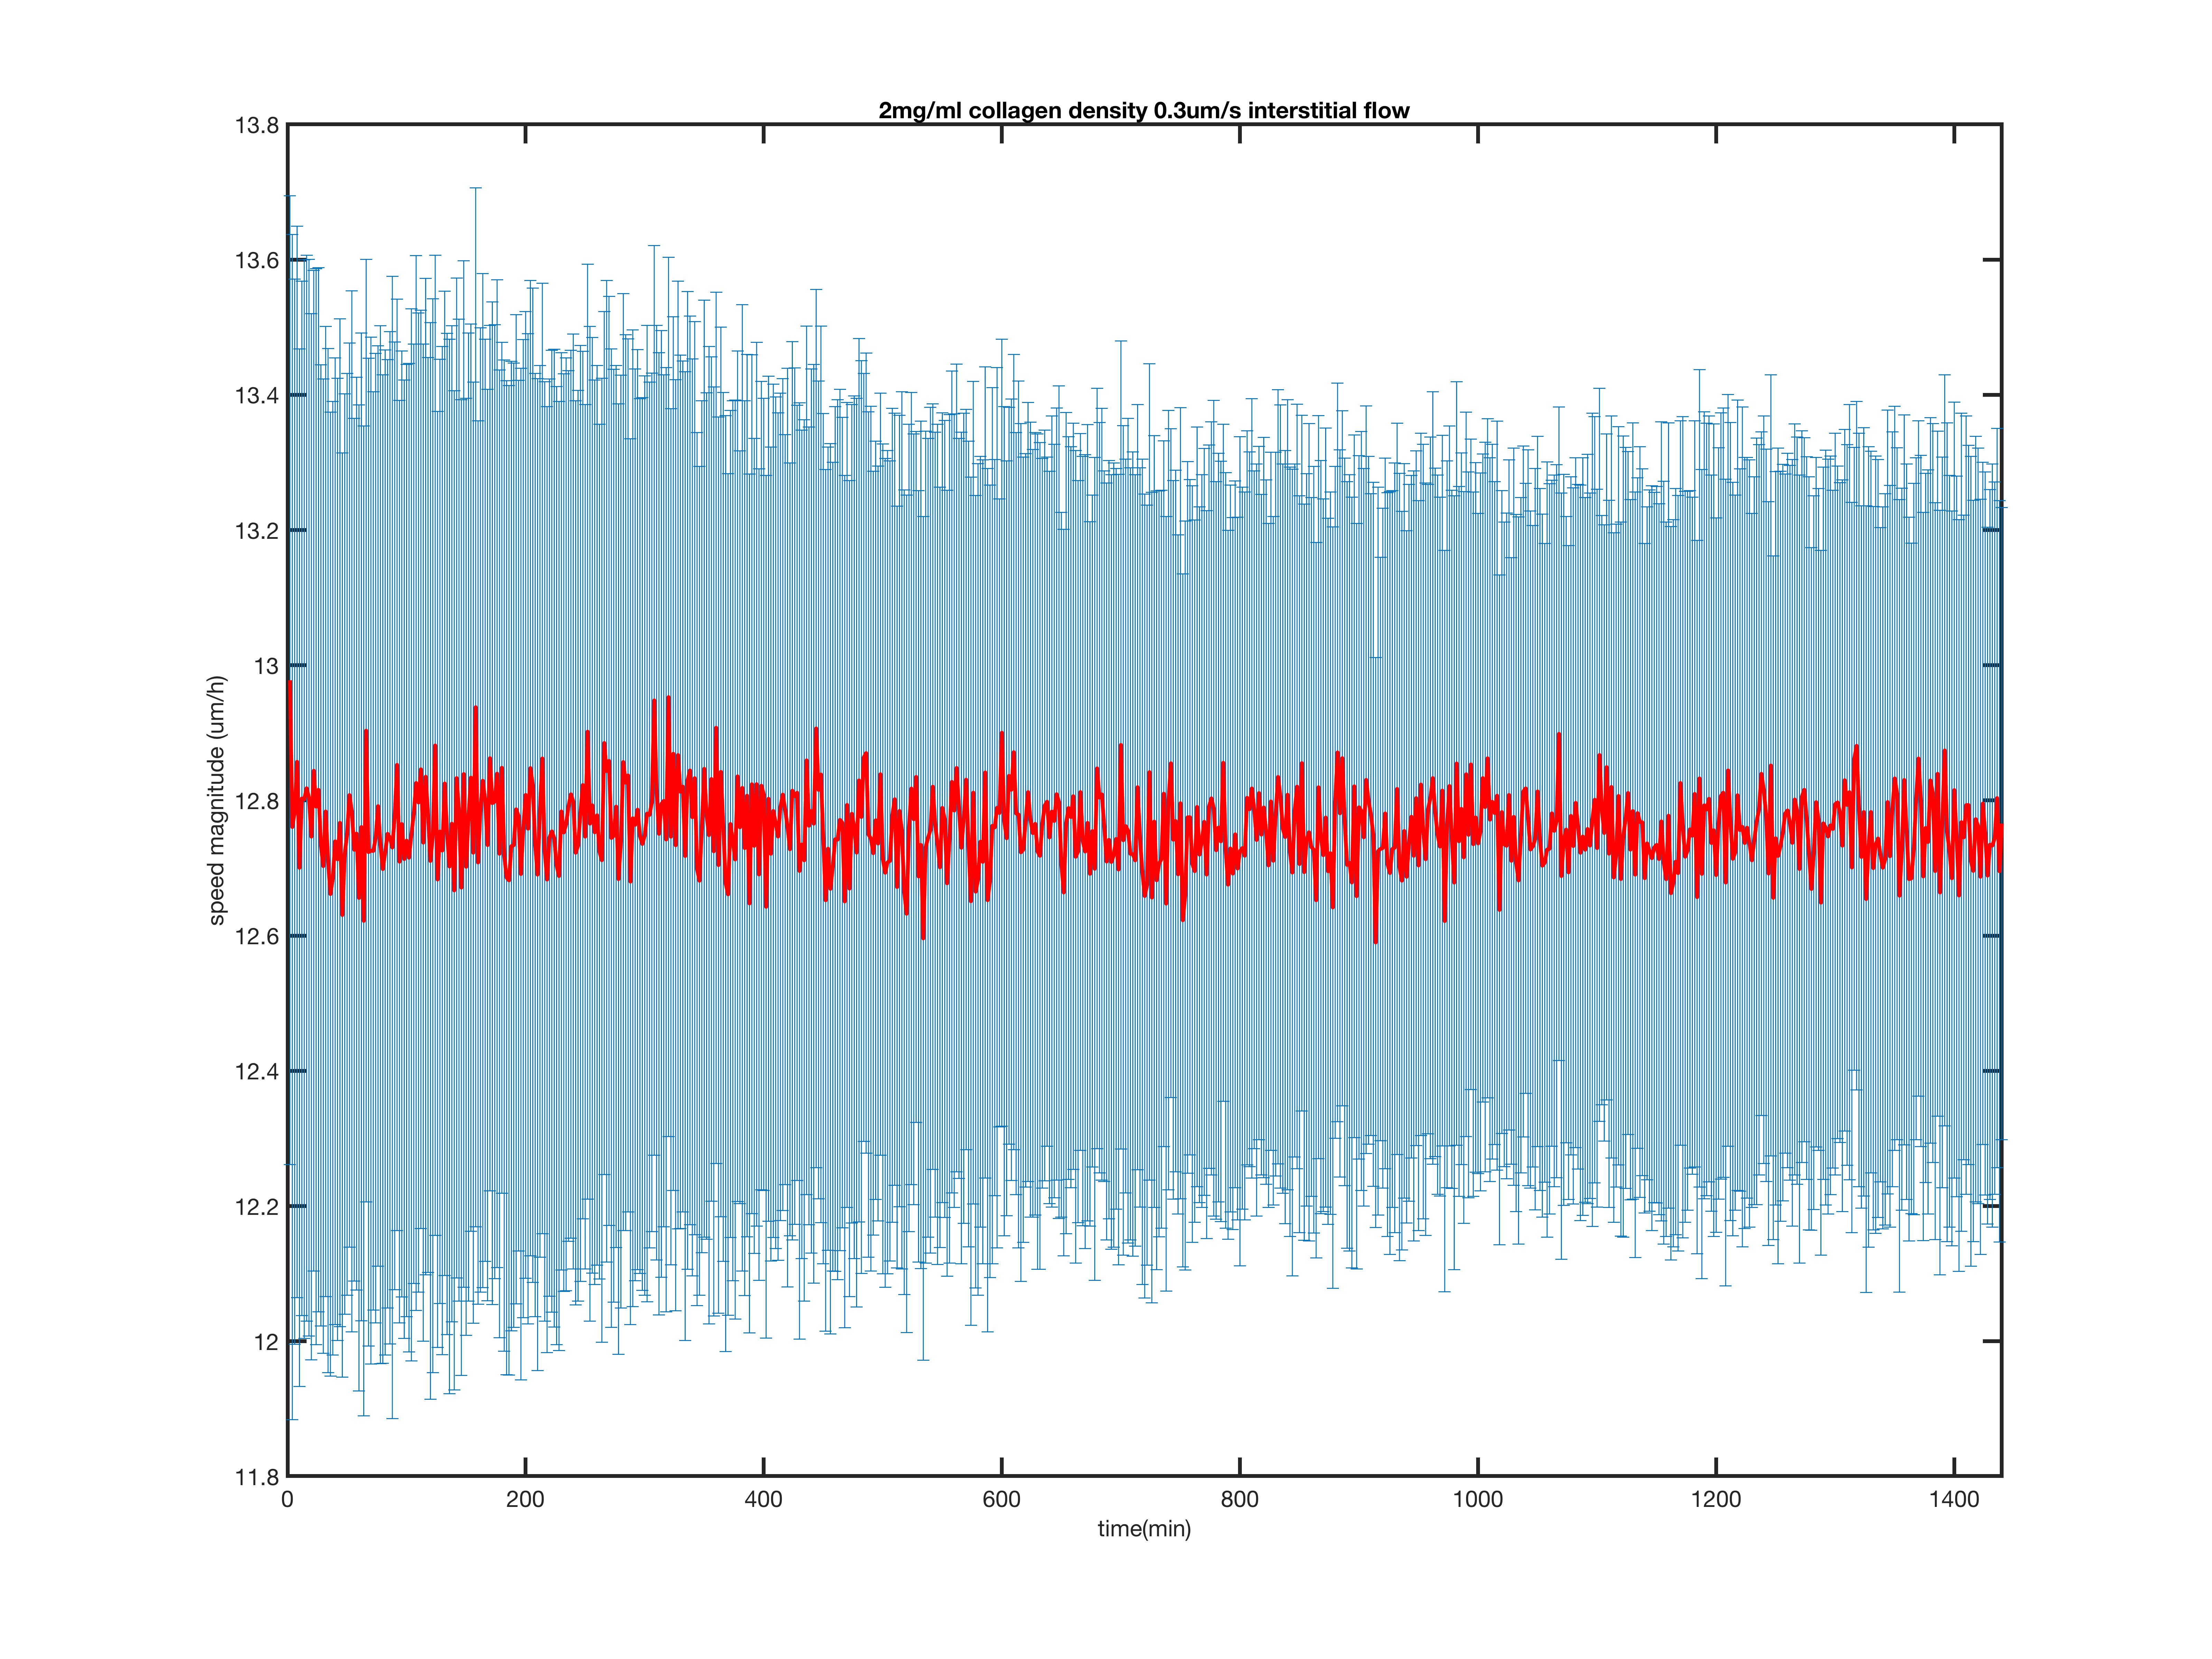 2mg/ml collagen density 0.3um/s interstitial flow
13.8
13.6
13.4
13.2
13
12.8
12.6
12.4
12.2
12
11.8
speed magnitude (um/h)
0 200 400 600 800 1000 1200 1400
time(min)